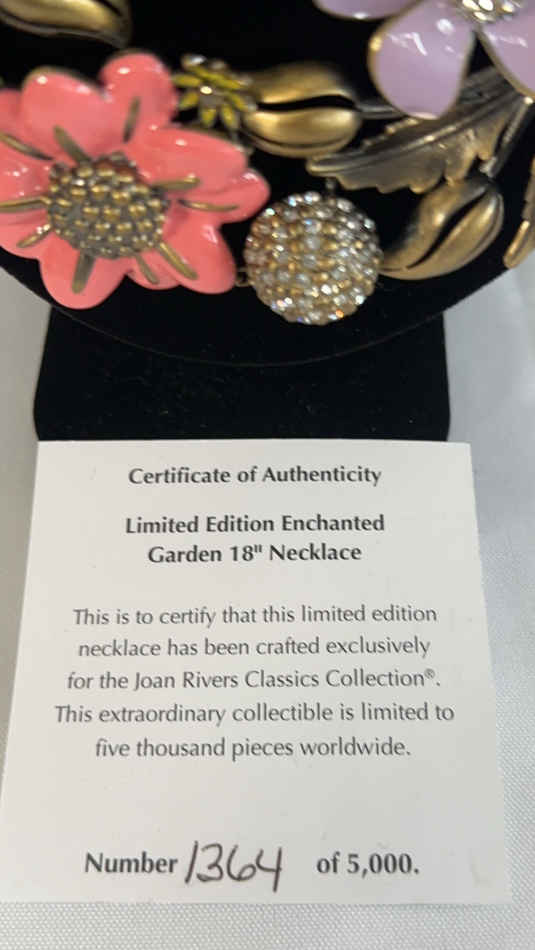 Certificate of Authenticity
Limited Edition Enchanted
Garden 18" Necklace
This is to certify that this limited edition
necklace has been crafted exclusively
for the Joan Rivers Classics Collection®.
This extraordinary collectible is limited to
five thousand pieces worldwide.
Number 1364 of 5,000.